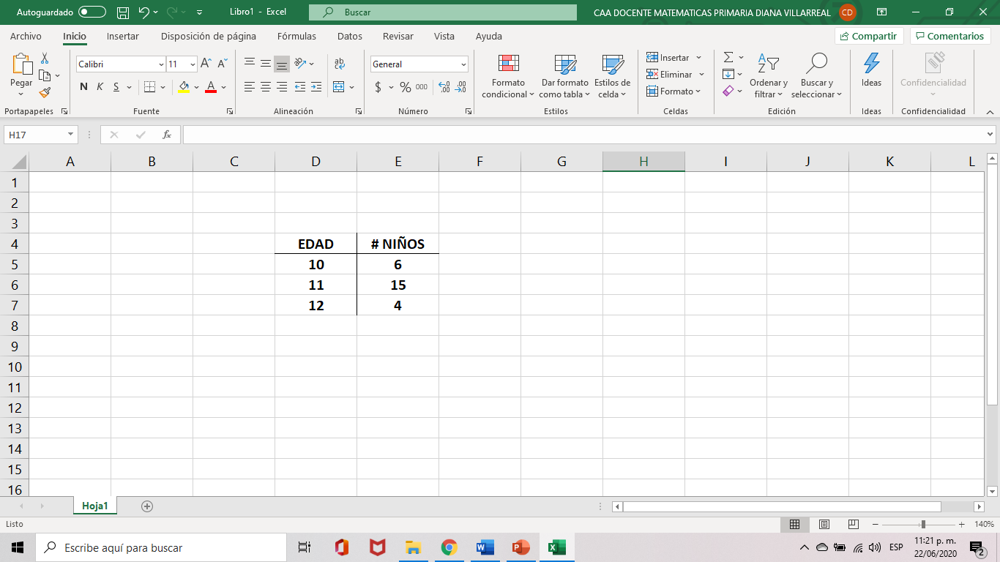 Autoguardado
Libro1 - Excel
Buscar
CAA DOCENTE MATEMATICAS PRIMARIA DIANA VILLARREAL
CD
Archivo Inicio Insertar Disposición de página Fórmulas Datos Revisar Vista Ayuda
Compartir
Comentarios
Pegar
Portapapeles
Calibri
11
A A
N K S
A
Fuente
ab
Alineación
General
$ % 000
Número
Formato condicional
Dar formato como tabla
Estilos de celda
Estilos
Insertar
Eliminar
Formato
Celdas
Ordenar y filtrar
Buscar y seleccionar
Edición
Ideas
Ideas
Confidencialidad
Confidencialidad
H17
fx
A B C D E F G H I J K L
1
2
3
4 EDAD # NIÑOS
5 10 6
6 11 15
7 12 4
8
9
10
11
12
13
14
15
16
Hoja1
Listo
140%
Escribe aquí para buscar
ESP
11:21 p. m.
22/06/2020
2